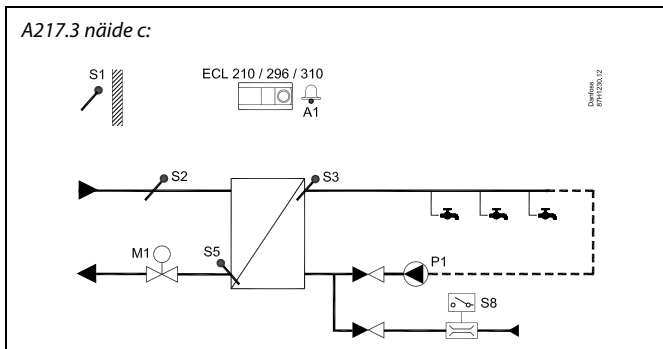 A217.3 näide c:
S1
ECL 210 / 296 / 310
A1
Danfoss
87H1230.12
S2
S3
M1
S5
P1
S8